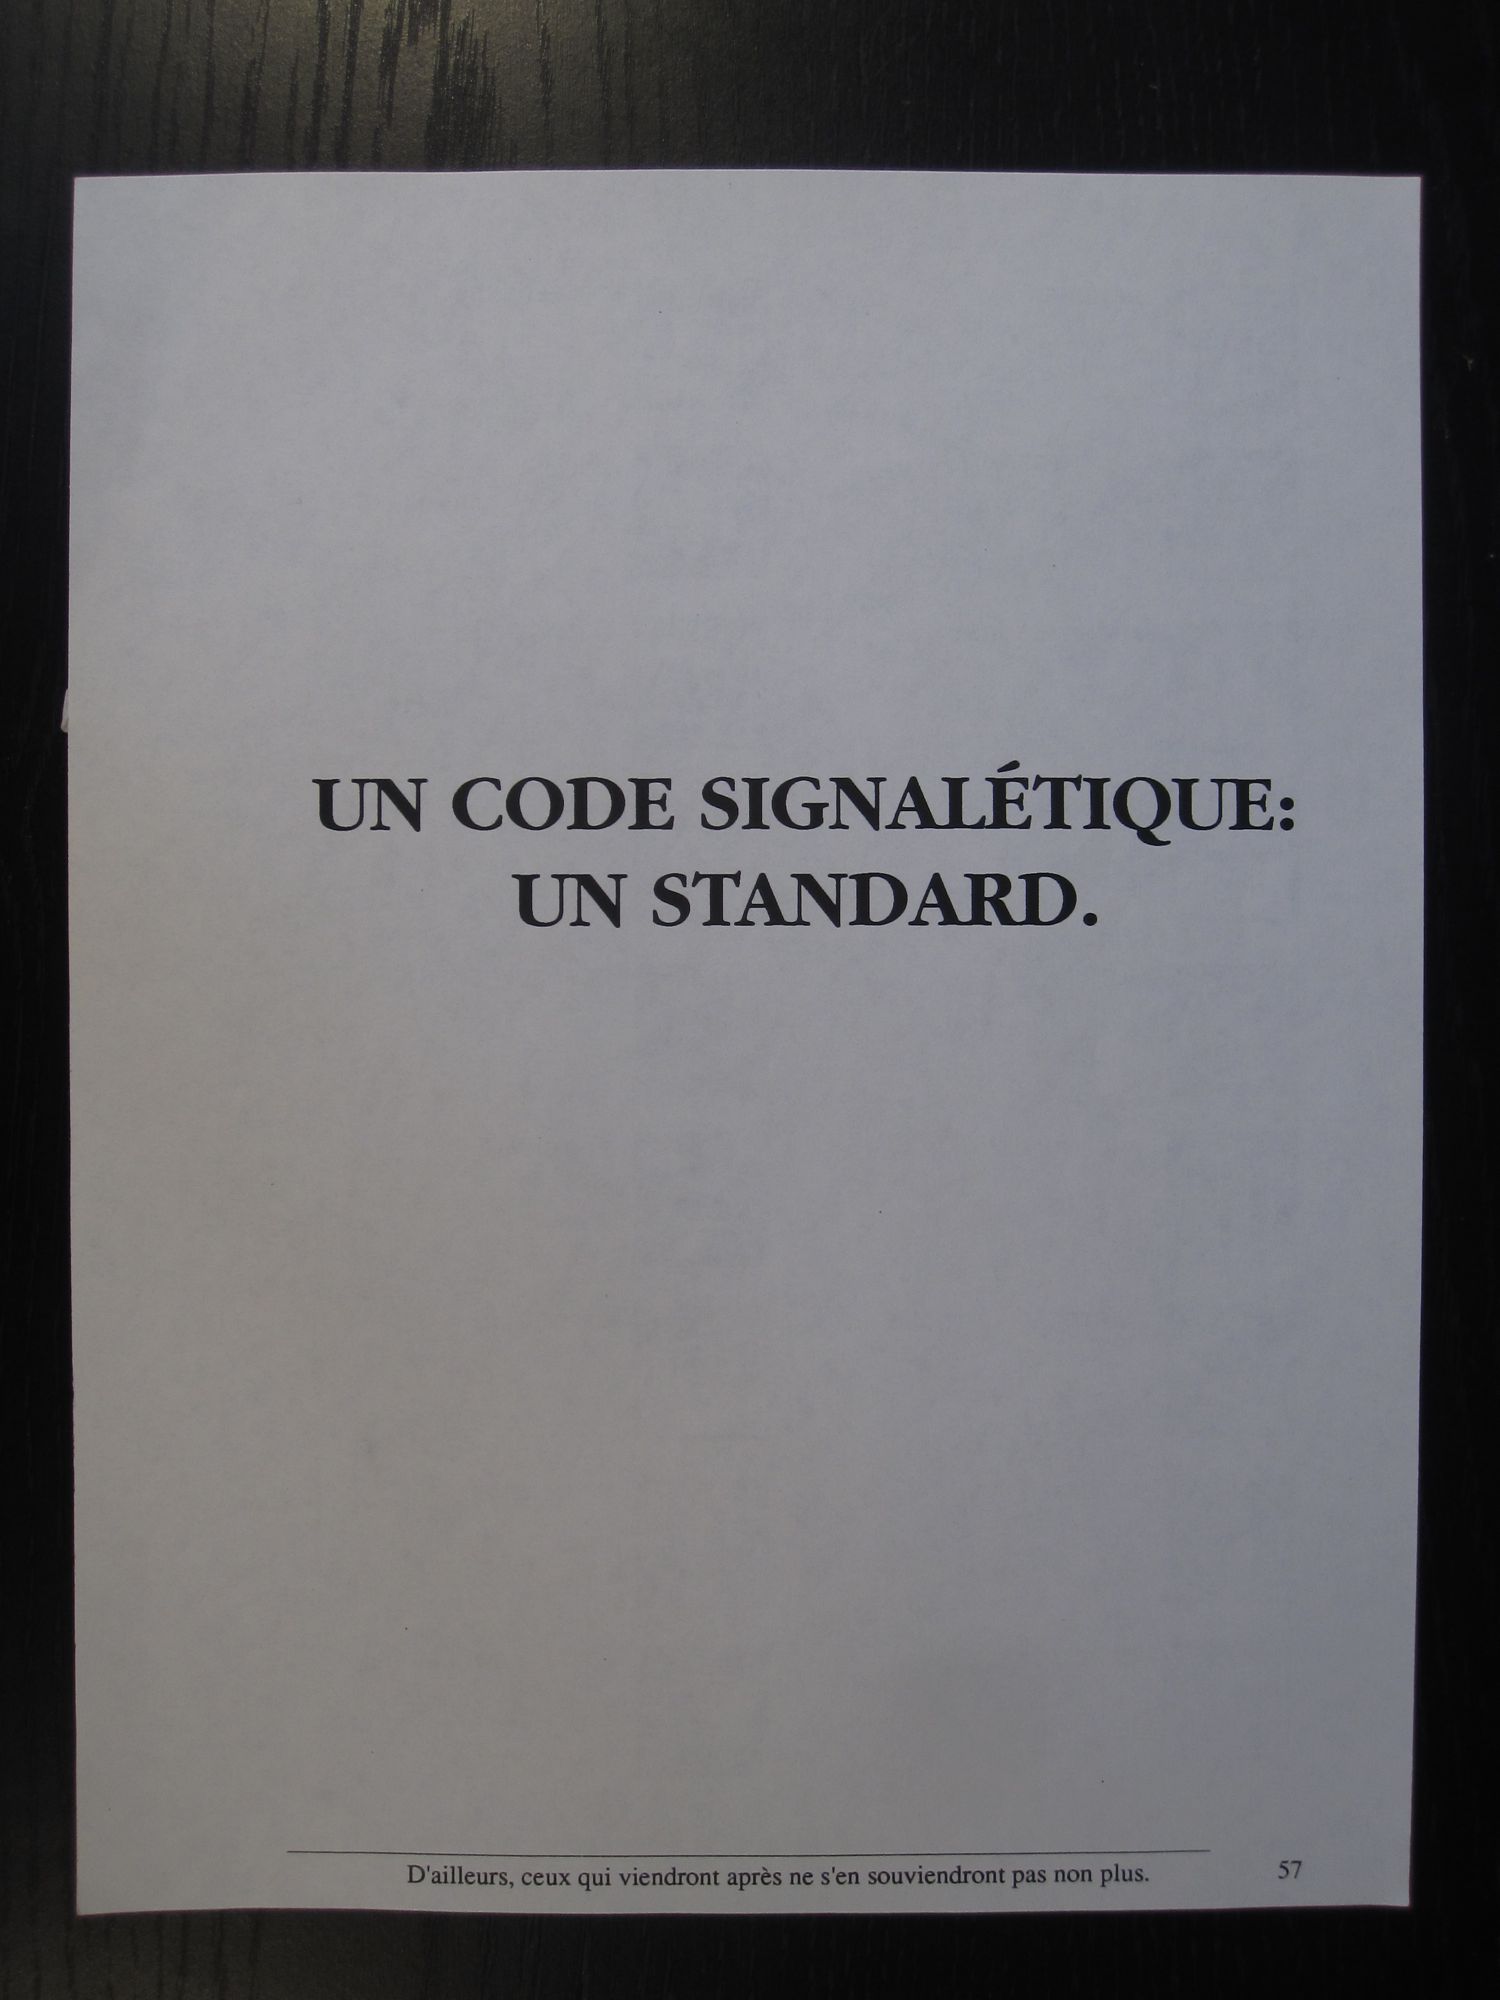 UN CODE SIGNALÉTIQUE:
UN STANDARD.
D'ailleurs, ceux qui viendront après ne s'en souviendront pas non plus.
57